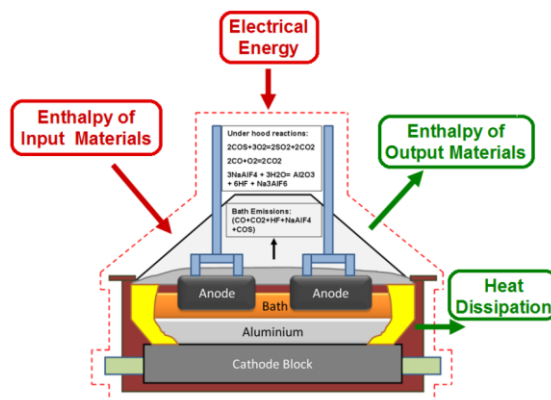 Electrical
Energy
Enthalpy of
Input Materials
Enthalpy of
Output Materials
Under hood reactions:
2COS+3O2=2SO2+2CO2
2CO+O2=2CO2
3NaAlF4 + 3H2O= Al2O3
+ 6HF + Na3AlF6
Bath Emissions:
(CO+CO2+HF+NaAlF4
+COS)
Heat
Dissipation
Anode
Anode
Bath
Aluminium
Cathode Block